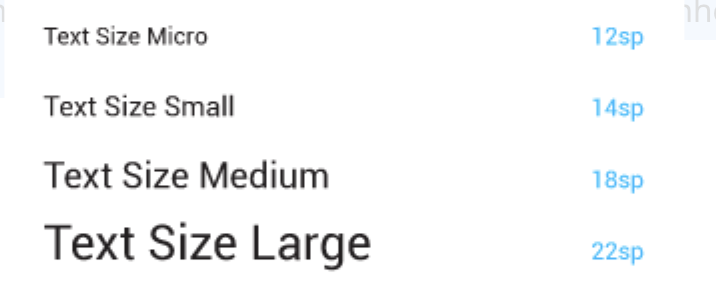 Text Size Micro 12sp
Text Size Small 14sp
Text Size Medium 18sp
Text Size Large 22sp